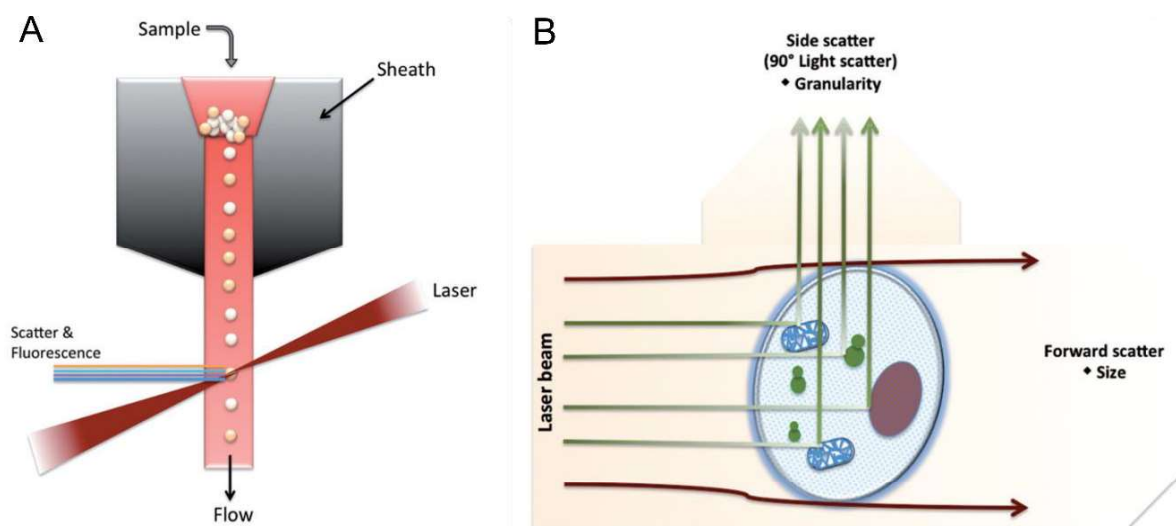 A
Sample
Sheath
Laser
Scatter &
Fluorescence
Flow
B
Side scatter
(90° Light scatter)
◆ Granularity
Laser beam
Forward scatter
◆ Size